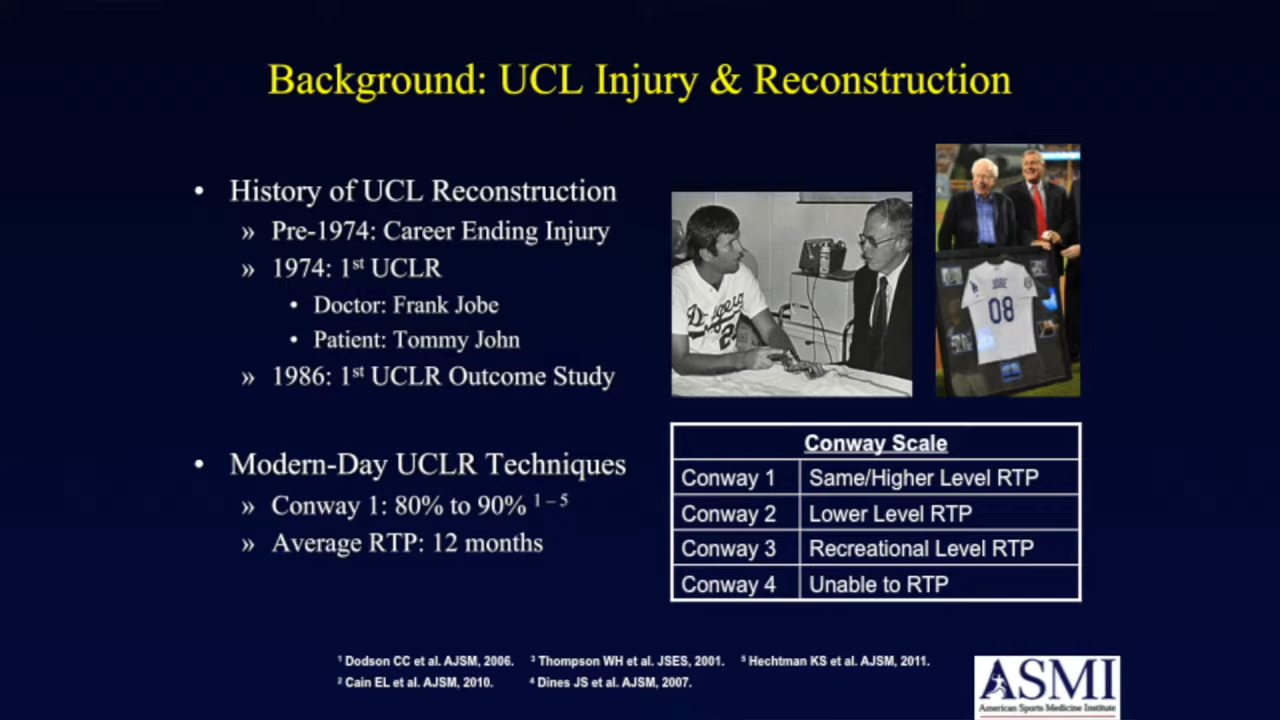 Background: UCL Injury & Reconstruction
• History of UCL Reconstruction
» Pre-1974: Career Ending Injury
» 1974: 1st UCLR
• Doctor: Frank Jobe
• Patient: Tommy John
» 1986: 1st UCLR Outcome Study
• Modern-Day UCLR Techniques
» Conway 1: 80% to 90% 1 – 5
» Average RTP: 12 months
Dodgers
2
JOBE
08
Conway Scale
Conway 1 Same/Higher Level RTP
Conway 2 Lower Level RTP
Conway 3 Recreational Level RTP
Conway 4 Unable to RTP
1 Dodson CC et al. AJSM, 2006. 3 Thompson WH et al. JSES, 2001. 5 Hechtman KS et al. AJSM, 2011.
2 Cain EL et al. AJSM, 2010. 4 Dines JS et al. AJSM, 2007.
ASMI
American Sports Medicine Institute